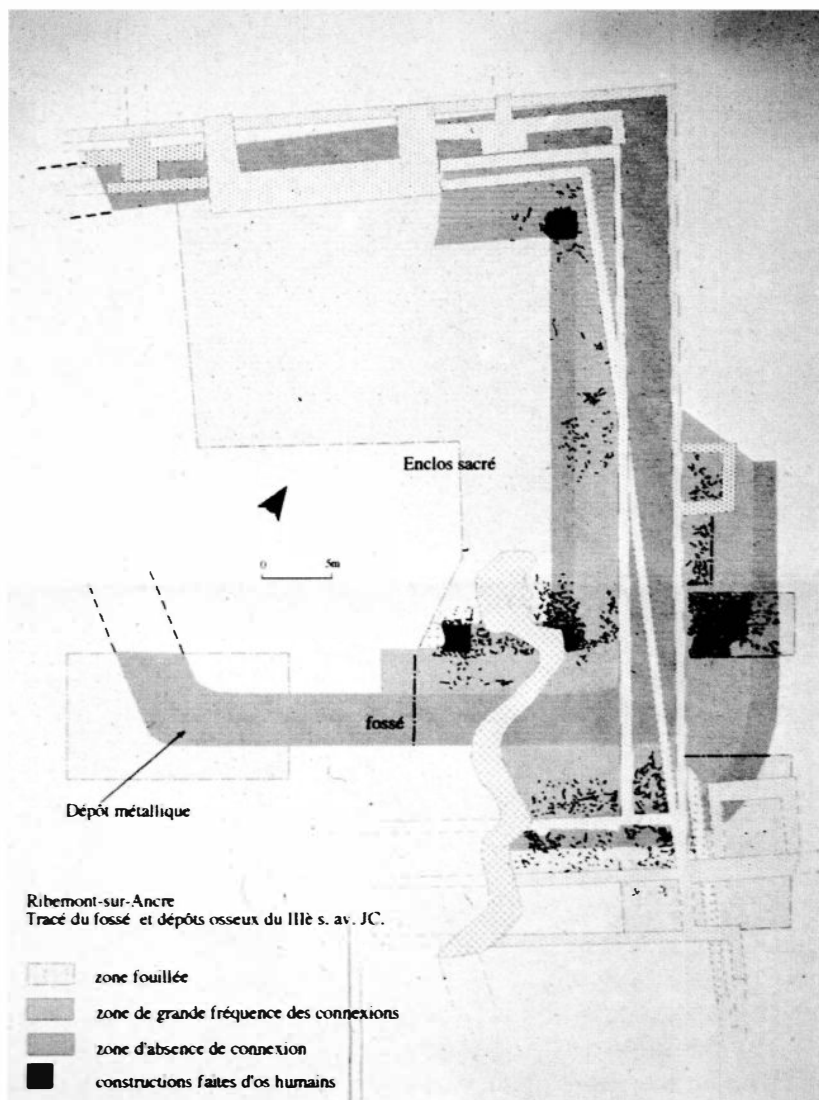 Enclos sacré
0 5m
fossé
Dépôt métallique
Ribemont-sur-Ancre
Tracé du fossé et dépôts osseux du IIIè s. av. JC.
zone fouillée
zone de grande fréquence des connexions
zone d'absence de connexion
constructions faites d'os humains